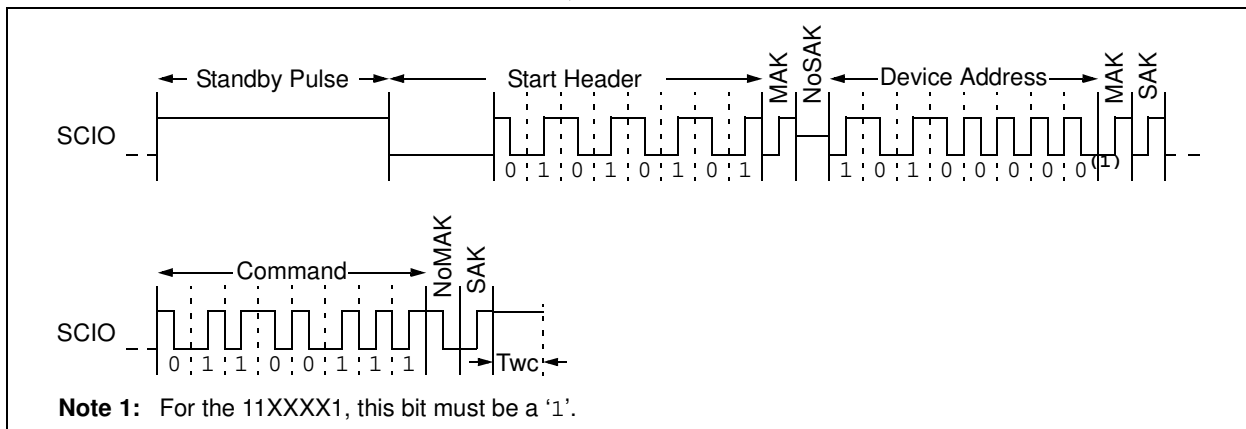 Standby Pulse Start Header MAK NoSAK Device Address MAK SAK
SCIO
0 1 0 1 0 1 0 1 1 0 1 0 0 0 0 0(1)
Command NoMAK SAK
SCIO
0 1 1 0 0 1 1 1 Twc
Note 1: For the 11XXXX1, this bit must be a ‘1’.